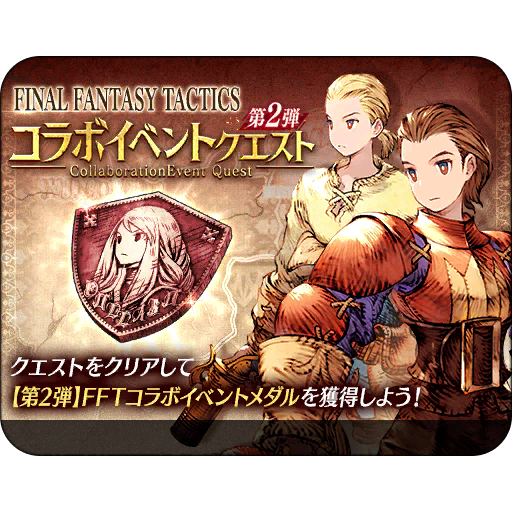 FINAL FANTASY TACTICS
第2弾
コラボイベントクエスト
CollaborationEvent Quest
クエストをクリアして
【第2弾】FFTコラボイベントメダルを獲得しよう!